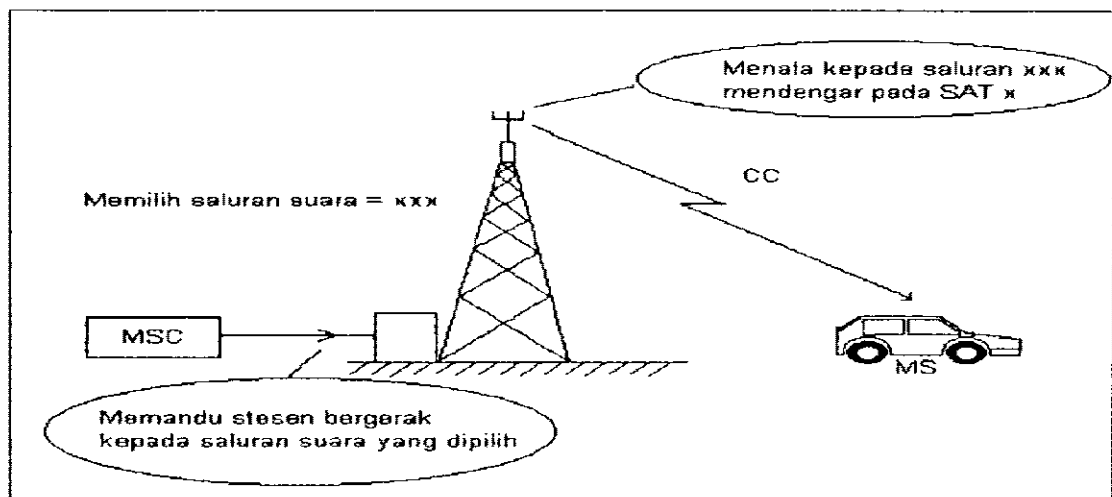 Menala kepada saluran xxx
mendengar pada SAT x
CC
Memilih saluran suara = xxx
MSC
MS
Memandu stesen bergerak
kepada saluran suara yang dipilih